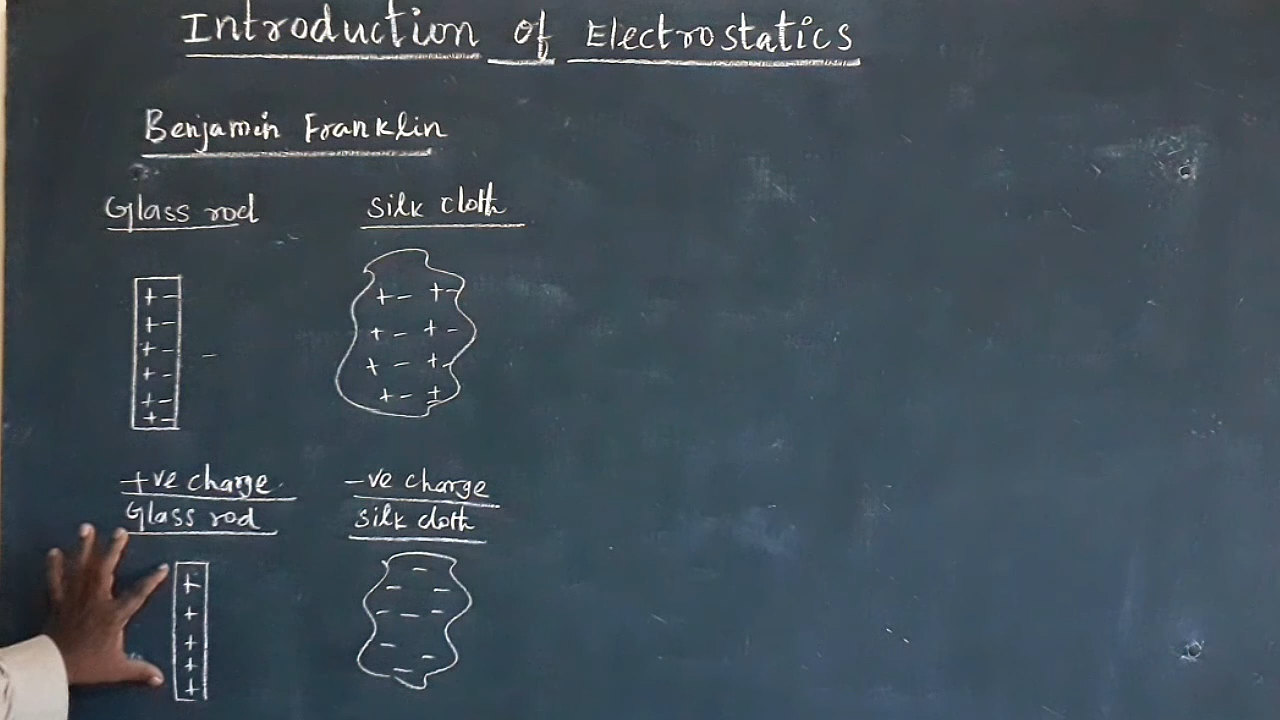 Introduction of Electrostatics
Benjamin Franklin
Glass rod silk cloth
+ - + - + -
+ - + - + -
+ - - + - + -
+ - + - +
+ - 
+ -
+ve charge -ve charge
Glass rod silk cloth
+ -
+ - -
+ - - -
+ - -
+ -